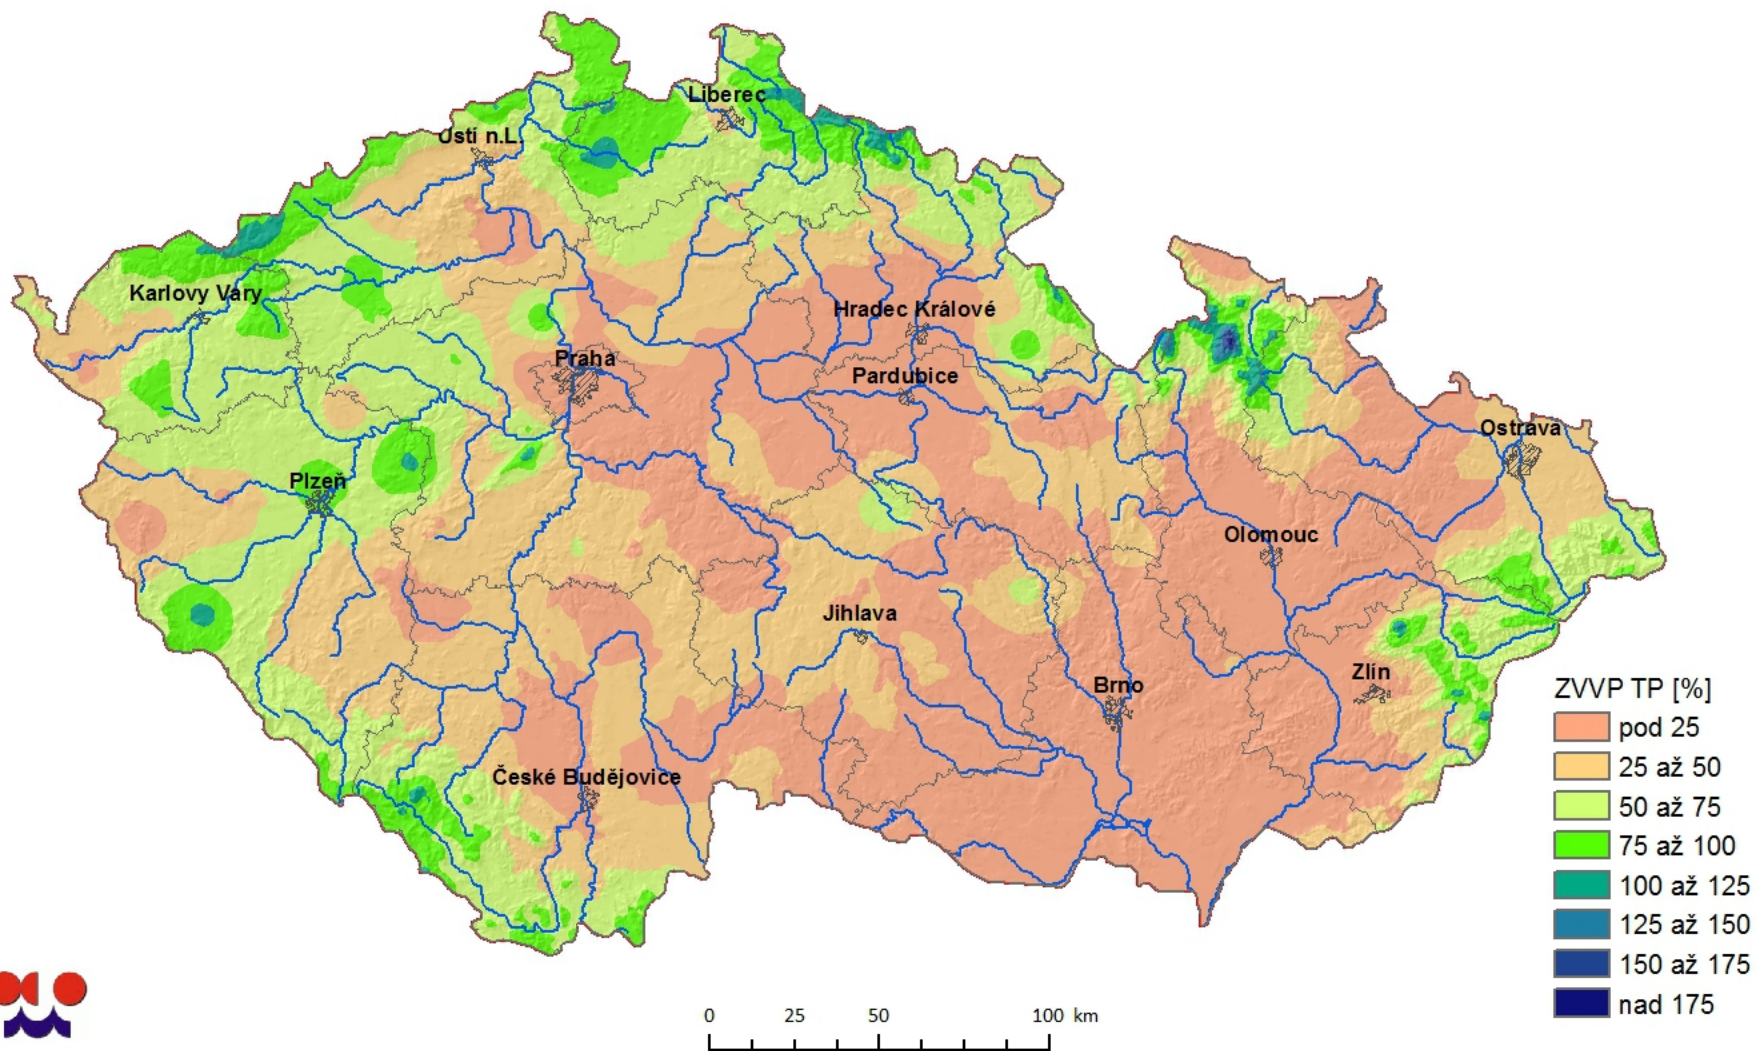 Liberec
Ústí n.L.
Karlovy Vary
Hradec Králové
Praha
Pardubice
Ostrava
Plzeň
Olomouc
Jihlava
Zlín
Brno
České Budějovice
ZVVP TP [%]
pod 25
25 až 50
50 až 75
75 až 100
100 až 125
125 až 150
150 až 175
nad 175
0 25 50 100 km